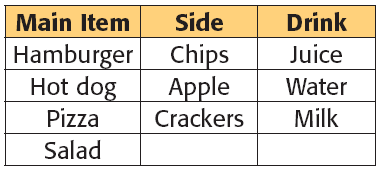 Main Item Side Drink
Hamburger Chips Juice
Hot dog Apple Water
Pizza Crackers Milk
Salad